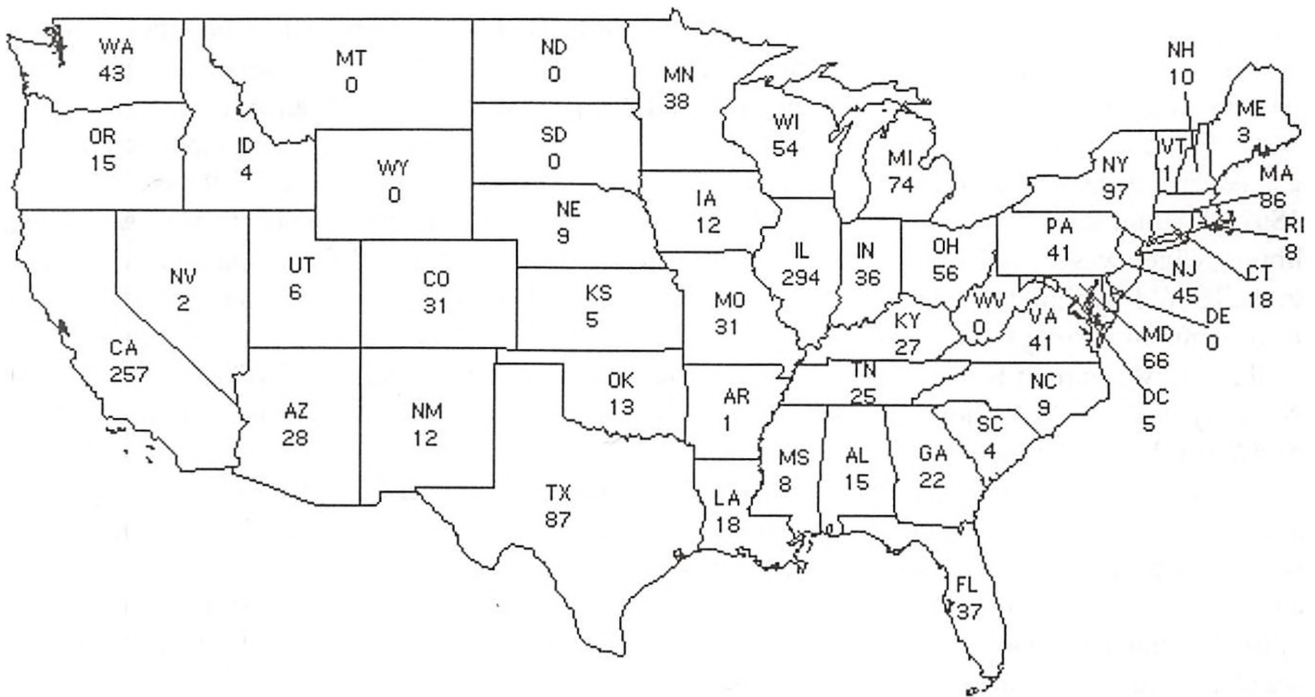 WA
43
MT
0
ND
0
MN
38
OR
15
ID
4
WY
0
SD
0
WI
54
MI
74
NH
10
ME
3
VT
1
NY
97
MA
86
RI
8
CT
18
NJ
45
DE
0
MD
66
DC
5
PA
41
NE
9
IA
12
IL
294
IN
36
OH
56
WV
0
VA
41
NV
2
UT
6
CO
31
KS
5
MO
31
KY
27
CA
257
AZ
28
NM
12
OK
13
AR
1
TN
25
NC
9
SC
4
TX
87
LA
18
MS
8
AL
15
GA
22
FL
37